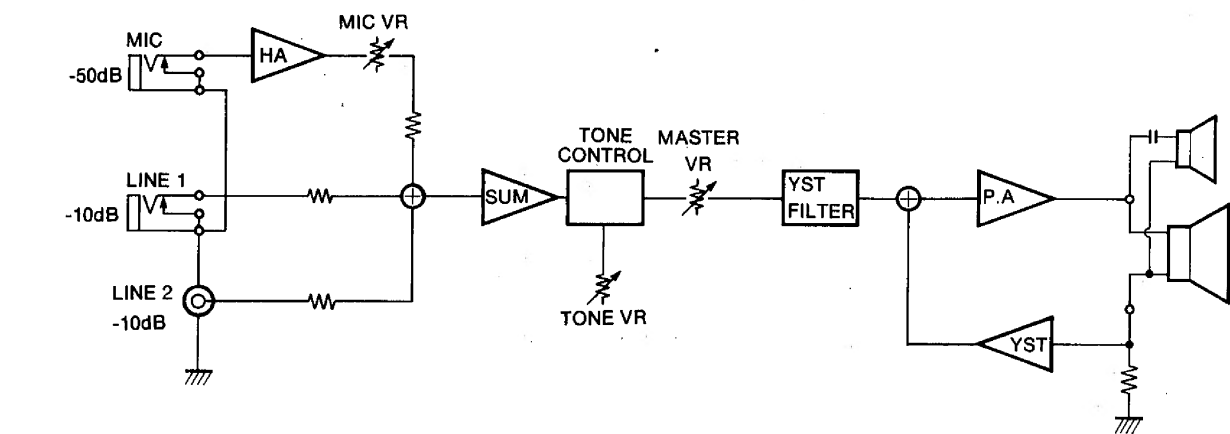 MIC VR
MIC
HA
-50dB
TONE
CONTROL
MASTER
VR
LINE 1
-10dB
SUM
YST
FILTER
P.A
LINE 2
-10dB
TONE VR
YST